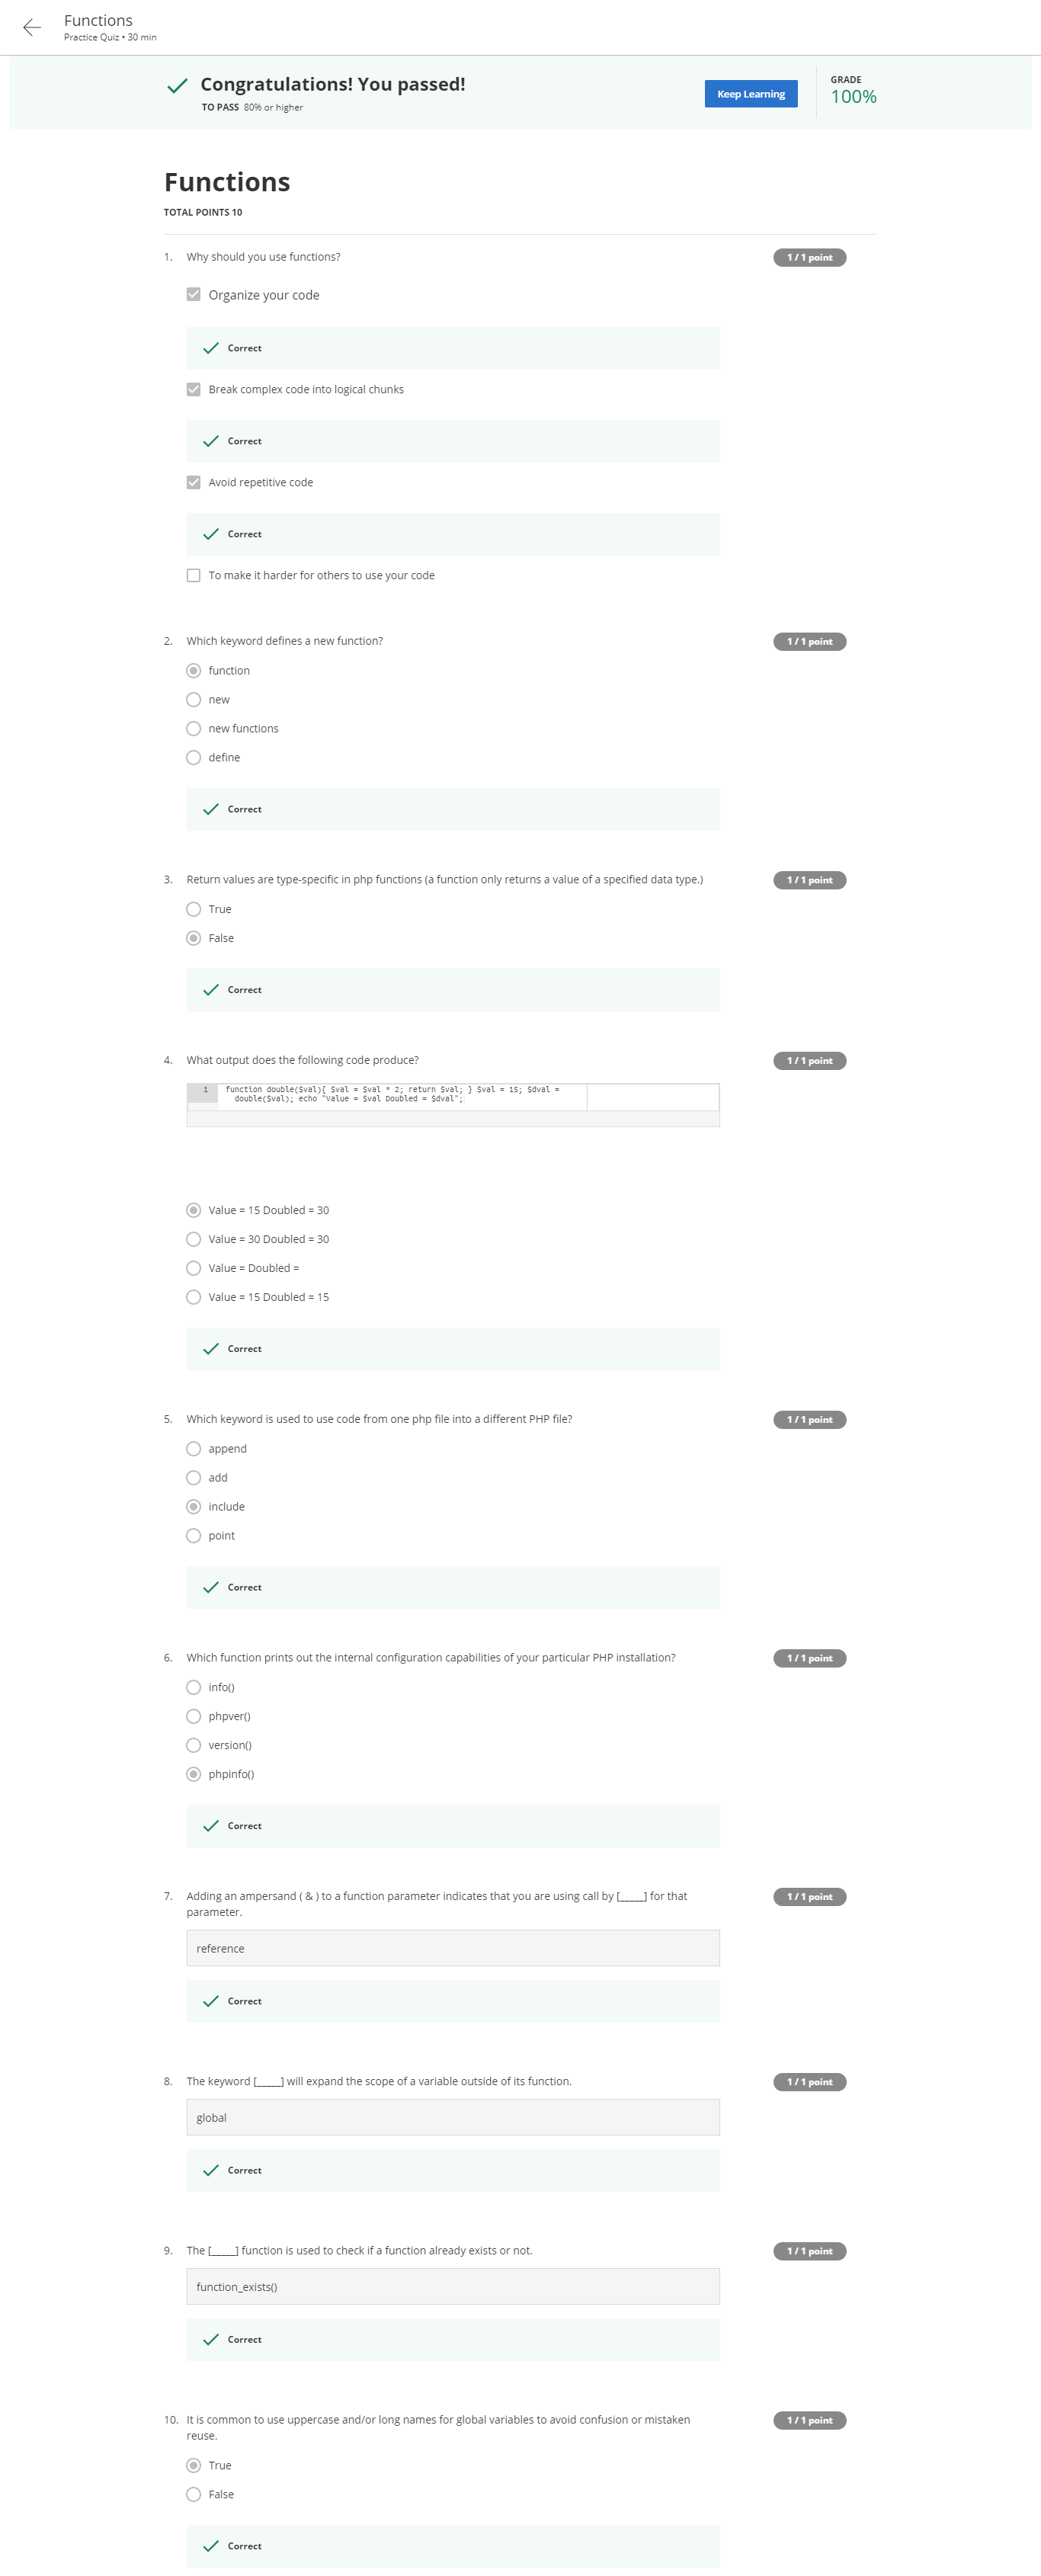 Functions
Practice Quiz • 30 min
Congratulations! You passed!
TO PASS 80% or higher
Keep Learning
GRADE
100%
Functions
TOTAL POINTS 10
1. Why should you use functions?
1 / 1 point
Organize your code
Correct
Break complex code into logical chunks
Correct
Avoid repetitive code
Correct
To make it harder for others to use your code
2. Which keyword defines a new function?
1 / 1 point
function
new
new functions
define
Correct
3. Return values are type-specific in php functions (a function only returns a value of a specified data type.)
1 / 1 point
True
False
Correct
4. What output does the following code produce?
1 / 1 point
1 function double($val){ $val = $val * 2; return $val; } $val = 15; $dval =
double($val); echo "Value = $val Doubled = $dval";
Value = 15 Doubled = 30
Value = 30 Doubled = 30
Value = Doubled =
Value = 15 Doubled = 15
Correct
5. Which keyword is used to use code from one php file into a different PHP file?
1 / 1 point
append
add
include
point
Correct
6. Which function prints out the internal configuration capabilities of your particular PHP installation?
1 / 1 point
info()
phpver()
version()
phpinfo()
Correct
7. Adding an ampersand ( & ) to a function parameter indicates that you are using call by [_____] for that
parameter.
1 / 1 point
reference
Correct
8. The keyword [_____] will expand the scope of a variable outside of its function.
1 / 1 point
global
Correct
9. The [_____] function is used to check if a function already exists or not.
1 / 1 point
function_exists()
Correct
10. It is common to use uppercase and/or long names for global variables to avoid confusion or mistaken
reuse.
1 / 1 point
True
False
Correct